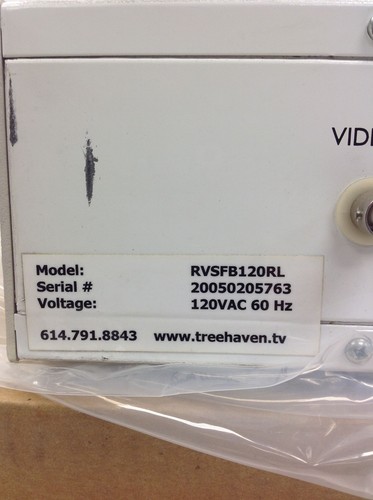 VIDE
Model: RVSFB120RL
Serial # 20050205763
Voltage: 120VAC 60 Hz
614.791.8843 www.treehaven.tv